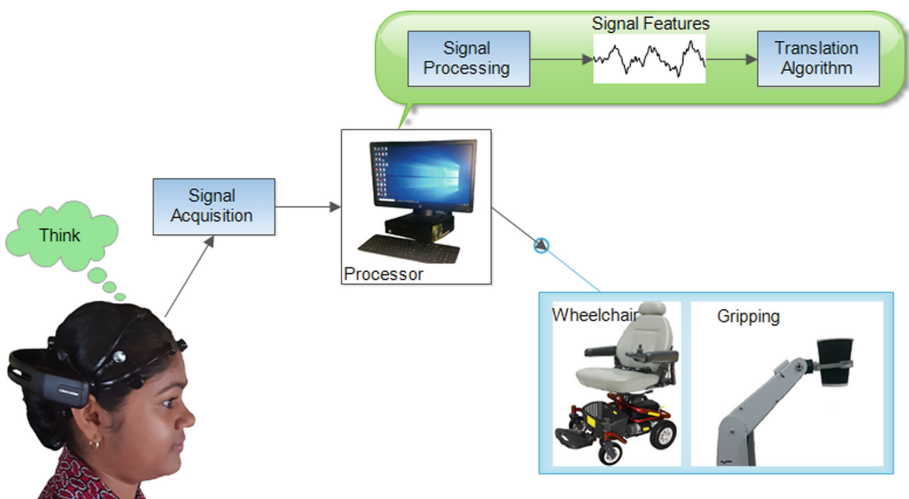 Signal Features
Signal
Processing
Translation
Algorithm
Signal
Acquisition
Think
Processor
Wheelchair
Gripping